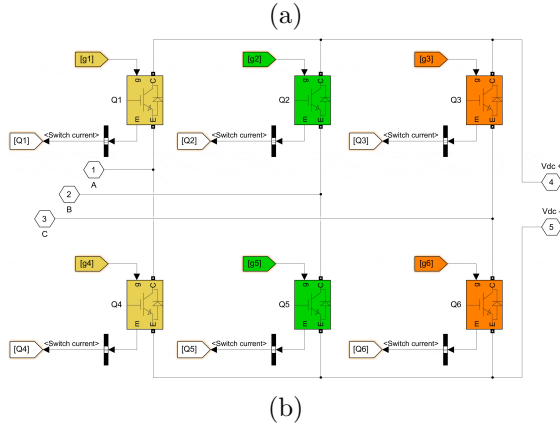 (a)
[g1] [g2] [g3]
g C g C g C
Q1 Q2 Q3
m E m E m E
[Q1] <Switch current> [Q2] <Switch current> [Q3] <Switch current>
1
A
Vdc +
4
2
B
3
C
Vdc -
5
[g4] [g5] [g6]
g C g C g C
Q4 Q5 Q6
m E m E m E
[Q4] <Switch current> [Q5] <Switch current> [Q6] <Switch current>
(b)